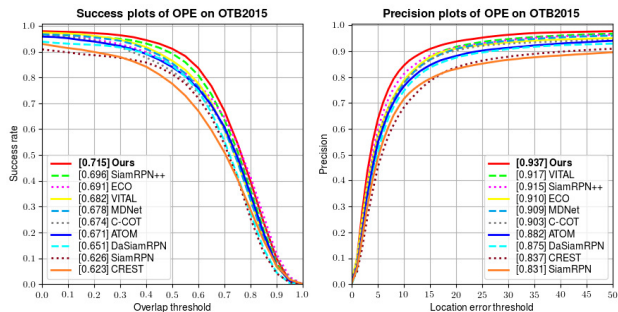 Success plots of OPE on OTB2015
Success rate
1.0
0.9
0.8
0.7
0.6
0.5
0.4
0.3
0.2
0.1
0.0
[0.715] Ours
[0.696] SiamRPN++
[0.691] ECO
[0.682] VITAL
[0.678] MDNet
[0.674] C-COT
[0.671] ATOM
[0.651] DaSiamRPN
[0.626] SiamRPN
[0.623] CREST
0.0 0.1 0.2 0.3 0.4 0.5 0.6 0.7 0.8 0.9 1.0
Overlap threshold
Precision plots of OPE on OTB2015
Precision
1.0
0.9
0.8
0.7
0.6
0.5
0.4
0.3
0.2
0.1
0.0
[0.937] Ours
[0.917] VITAL
[0.915] SiamRPN++
[0.910] ECO
[0.909] MDNet
[0.903] C-COT
[0.882] ATOM
[0.875] DaSiamRPN
[0.837] CREST
[0.831] SiamRPN
0 5 10 15 20 25 30 35 40 45 50
Location error threshold